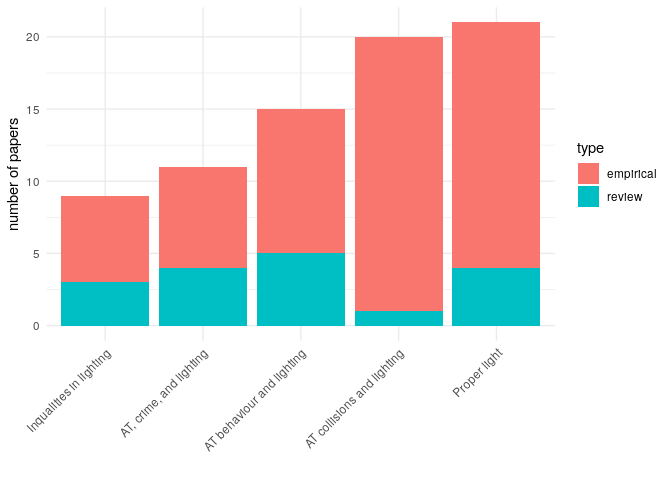 number of papers
20
15
10
5
0
Inqualities in lighting
AT, crime, and lighting
AT behaviour and lighting
AT collisions and lighting
Proper light
type
empirical
review